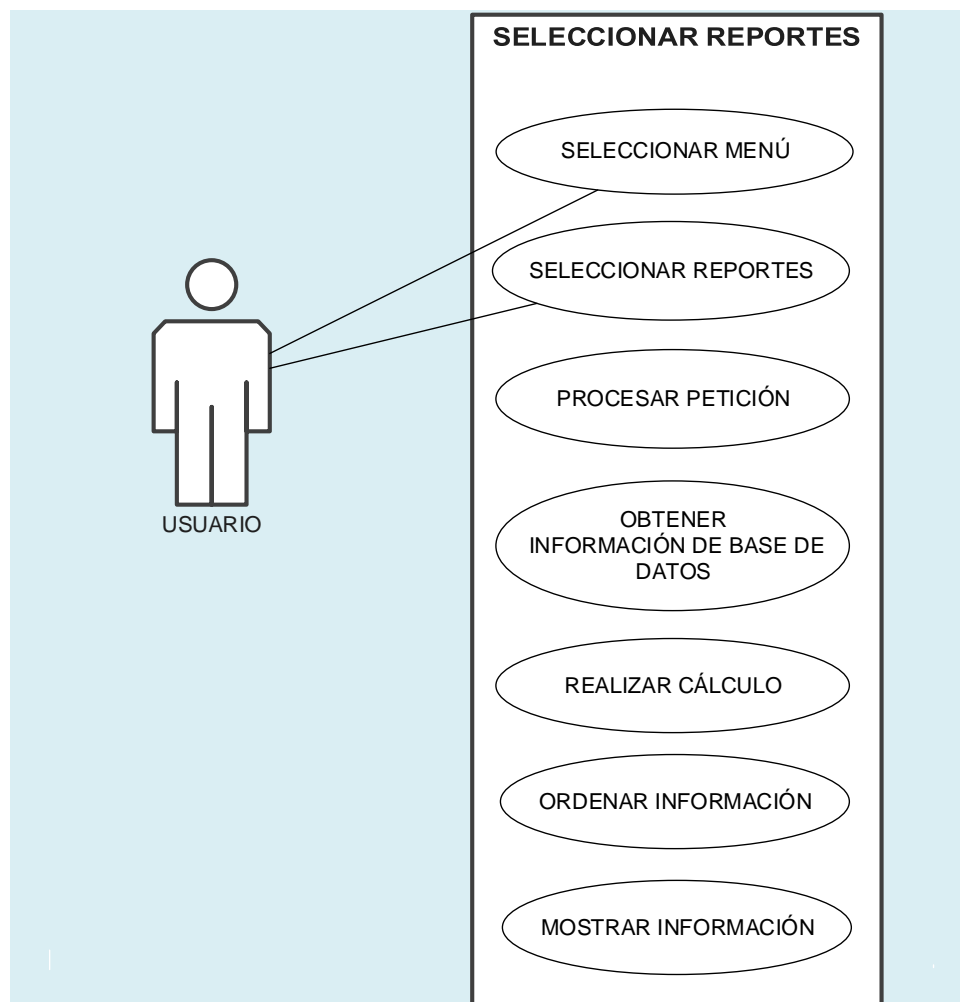 SELECCIONAR REPORTES
SELECCIONAR MENÚ
SELECCIONAR REPORTES
PROCESAR PETICIÓN
USUARIO
OBTENER
INFORMACIÓN DE BASE DE
DATOS
REALIZAR CÁLCULO
ORDENAR INFORMACIÓN
MOSTRAR INFORMACIÓN